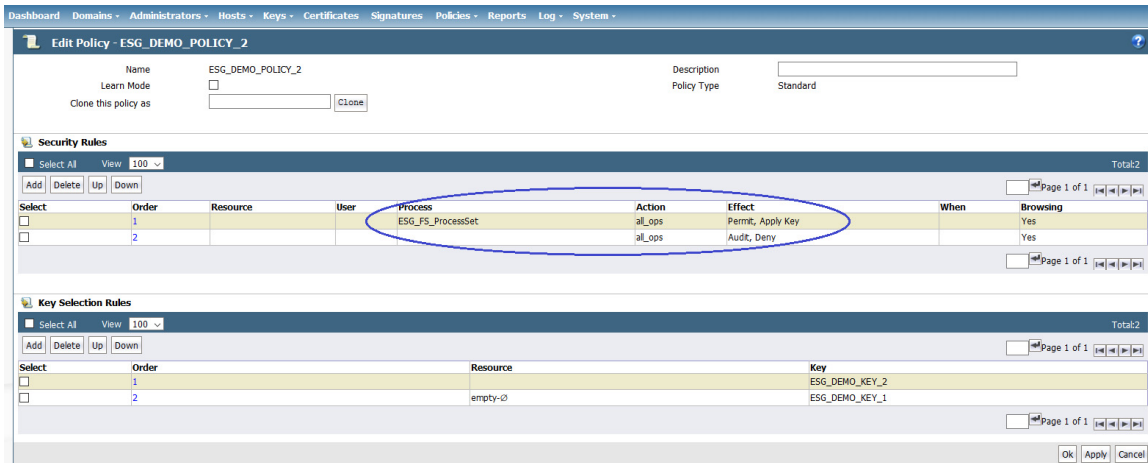 Dashboard Domains Administrators Hosts Keys Certificates Signatures Policies Reports Log System
Edit Policy - ESG_DEMO_POLICY_2 ?
Name ESG_DEMO_POLICY_2 Description
Learn Mode Policy Type Standard
Clone this policy as Clone
Security Rules
Select All View 100 Total:2
Add Delete Up Down Page 1 of 1
Select Order Resource User Process Action Effect When Browsing
1 ESG_FS_ProcessSet all_ops Permit, Apply Key Yes
2 all_ops Audit, Deny Yes
Page 1 of 1
Key Selection Rules
Select All View 100 Total:2
Add Delete Up Down Page 1 of 1
Select Order Resource Key
1 ESG_DEMO_KEY_2
2 empty-∅ ESG_DEMO_KEY_1
Page 1 of 1
Ok Apply Cancel